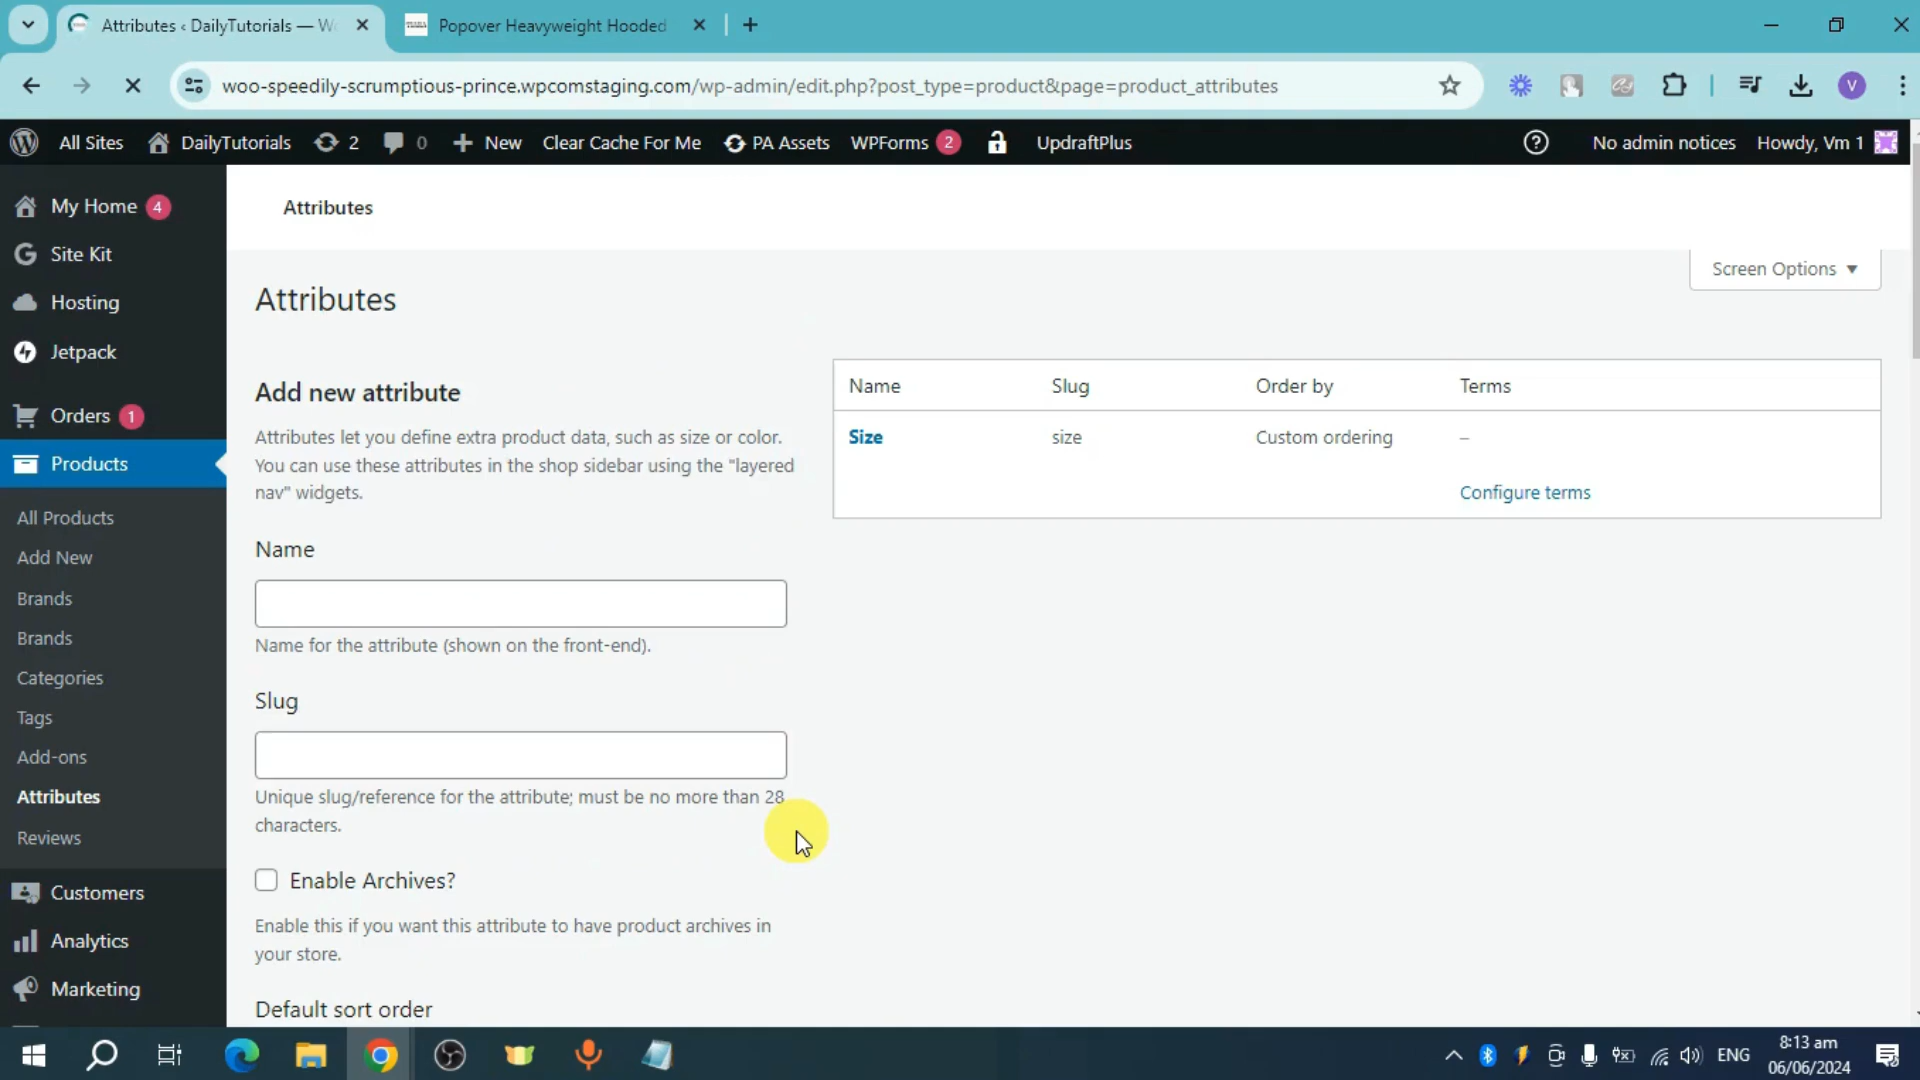 Attributes ‹ DailyTutorials — Wo
Popover Heavyweight Hooded
woo-speedily-scrumptious-prince.wpcomstaging.com/wp-admin/edit.php?post_type=product&page=product_attributes
V
All Sites
DailyTutorials
2
0
New
Clear Cache For Me
PA Assets
WPForms 2
UpdraftPlus
No admin notices
Howdy, Vm 1
My Home 4
Site Kit
Hosting
Jetpack
Orders 1
Products
All Products
Add New
Brands
Brands
Categories
Tags
Add-ons
Attributes
Reviews
Customers
Analytics
Marketing
Attributes
Screen Options ▼
Attributes
Add new attribute
Attributes let you define extra product data, such as size or color.
You can use these attributes in the shop sidebar using the "layered
nav" widgets.
Name
Name for the attribute (shown on the front-end).
Slug
Unique slug/reference for the attribute; must be no more than 28
characters.
Enable Archives?
Enable this if you want this attribute to have product archives in
your store.
Default sort order
Name Slug Order by Terms
Size size Custom ordering –
Configure terms
ENG
8:13 am
06/06/2024